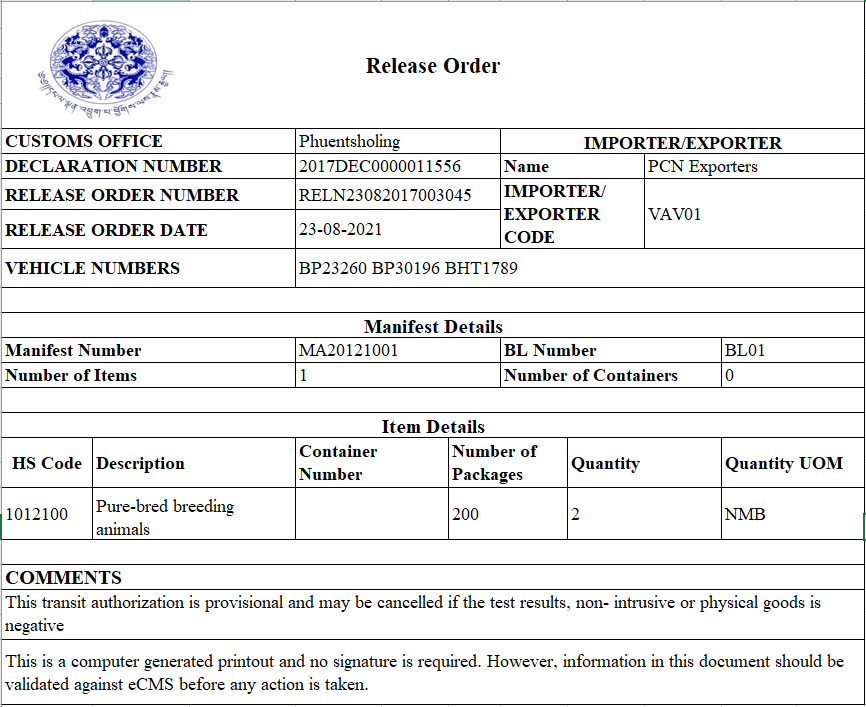 Release Order
CUSTOMS OFFICE Phuentsholing IMPORTER/EXPORTER
DECLARATION NUMBER 2017DEC0000011556 Name PCN Exporters
RELEASE ORDER NUMBER RELN23082017003045 IMPORTER/
EXPORTER
CODE VAV01
RELEASE ORDER DATE 23-08-2021
VEHICLE NUMBERS BP23260 BP30196 BHT1789
Manifest Details
Manifest Number MA20121001 BL Number BL01
Number of Items 1 Number of Containers 0
Item Details
HS Code Description Container
Number Number of
Packages Quantity Quantity UOM
1012100 Pure-bred breeding
animals 200 2 NMB
COMMENTS
This transit authorization is provisional and may be cancelled if the test results, non- intrusive or physical goods is
negative
This is a computer generated printout and no signature is required. However, information in this document should be
validated against eCMS before any action is taken.